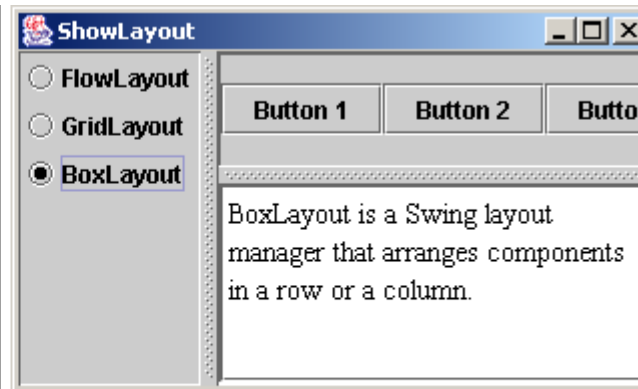 ShowLayout
FlowLayout
GridLayout
BoxLayout
Button 1 Button 2 Butto
BoxLayout is a Swing layout
manager that arranges components
in a row or a column.